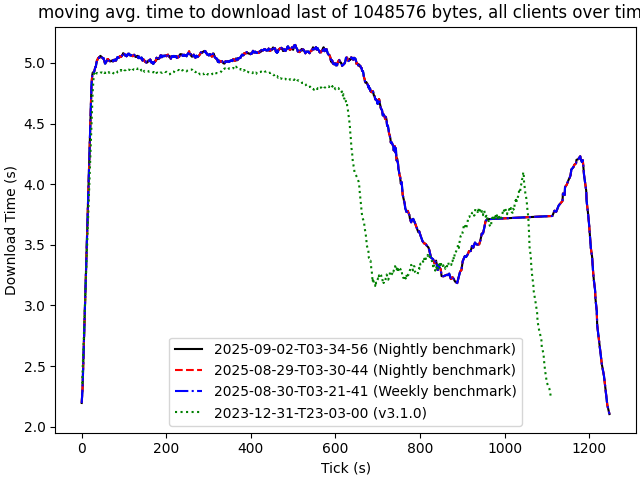 moving avg. time to download last of 1048576 bytes, all clients over tim
Download Time (s)
5.0
4.5
4.0
3.5
3.0
2.5
2.0
2025-09-02-T03-34-56 (Nightly benchmark)
2025-08-29-T03-30-44 (Nightly benchmark)
2025-08-30-T03-21-41 (Weekly benchmark)
2023-12-31-T23-03-00 (v3.1.0)
0 200 400 600 800 1000 1200
Tick (s)